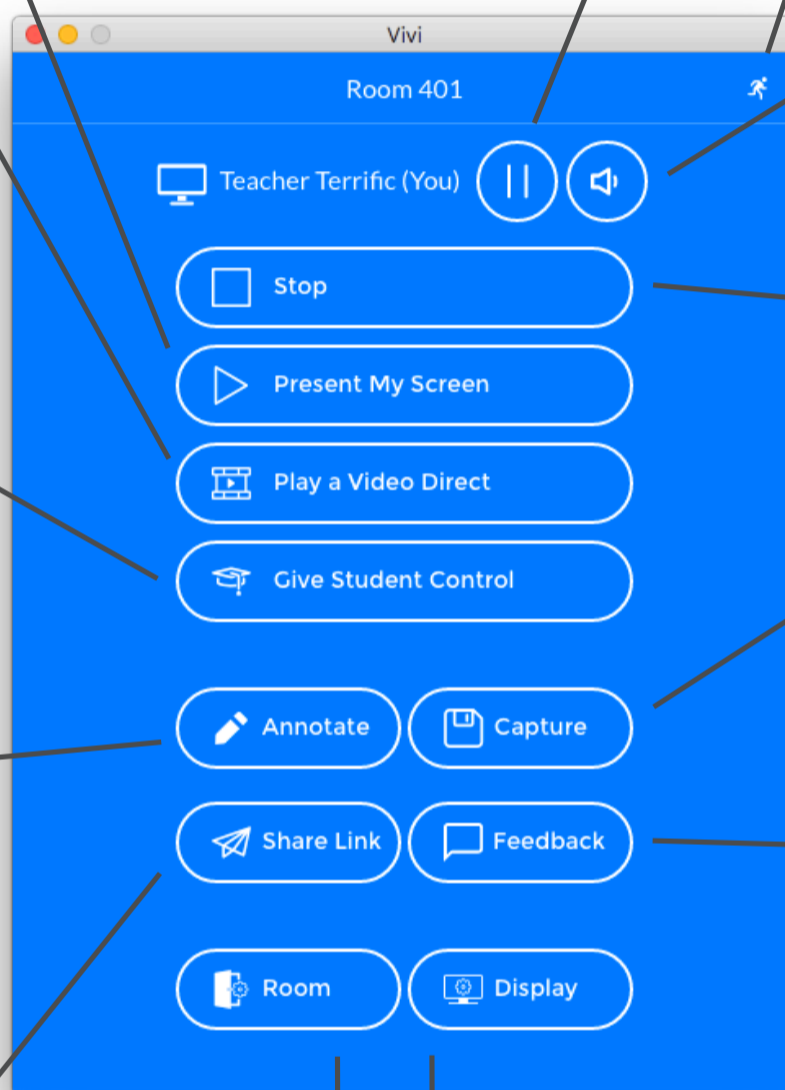 Vivi
Room 401
Teacher Terrific (You)
Stop
Present My Screen
Play a Video Direct
Give Student Control
Annotate
Capture
Share Link
Feedback
Room
Display